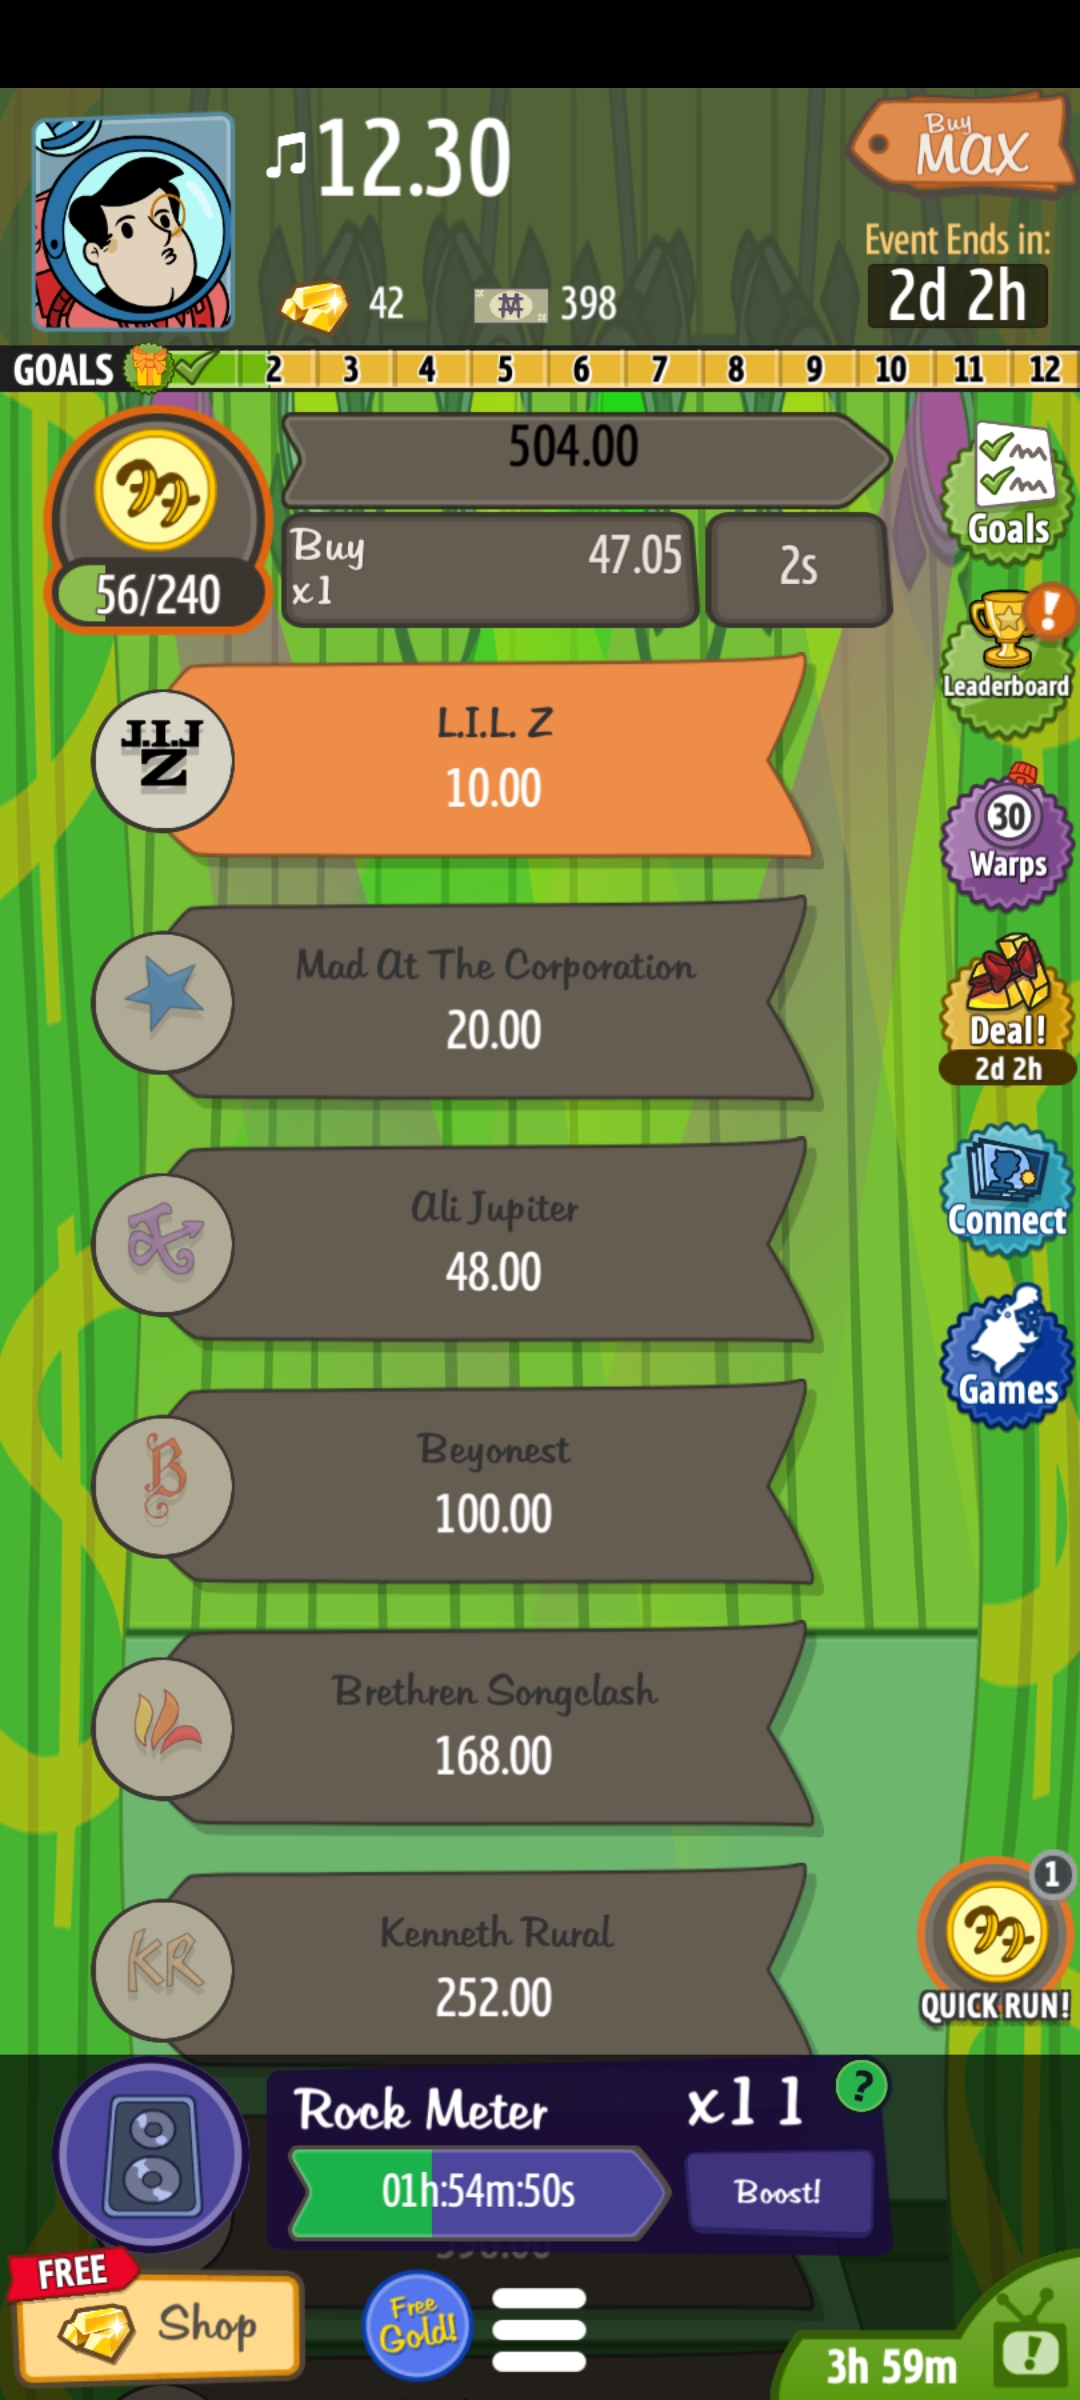 12.30
Buy
MAX
42
398
Event Ends in:
2d 2h
GOALS 2 3 4 5 6 7 8 9 10 11 12
504.00
56/240
Buy
x1
47.05
2s
Goals
!
Leaderboard
L.I.L. Z
10.00
30
Warps
Mad At The Corporation
20.00
Deal!
2d 2h
Ali Jupiter
48.00
Connect
Beyonest
100.00
Games
B
Brethren Songclash
168.00
KR
Kenneth Rural
252.00
1
QUICK RUN!
Rock Meter
x11
?
01h:54m:50s
Boost!
FREE
Shop
Free
Gold!
3h 59m
!